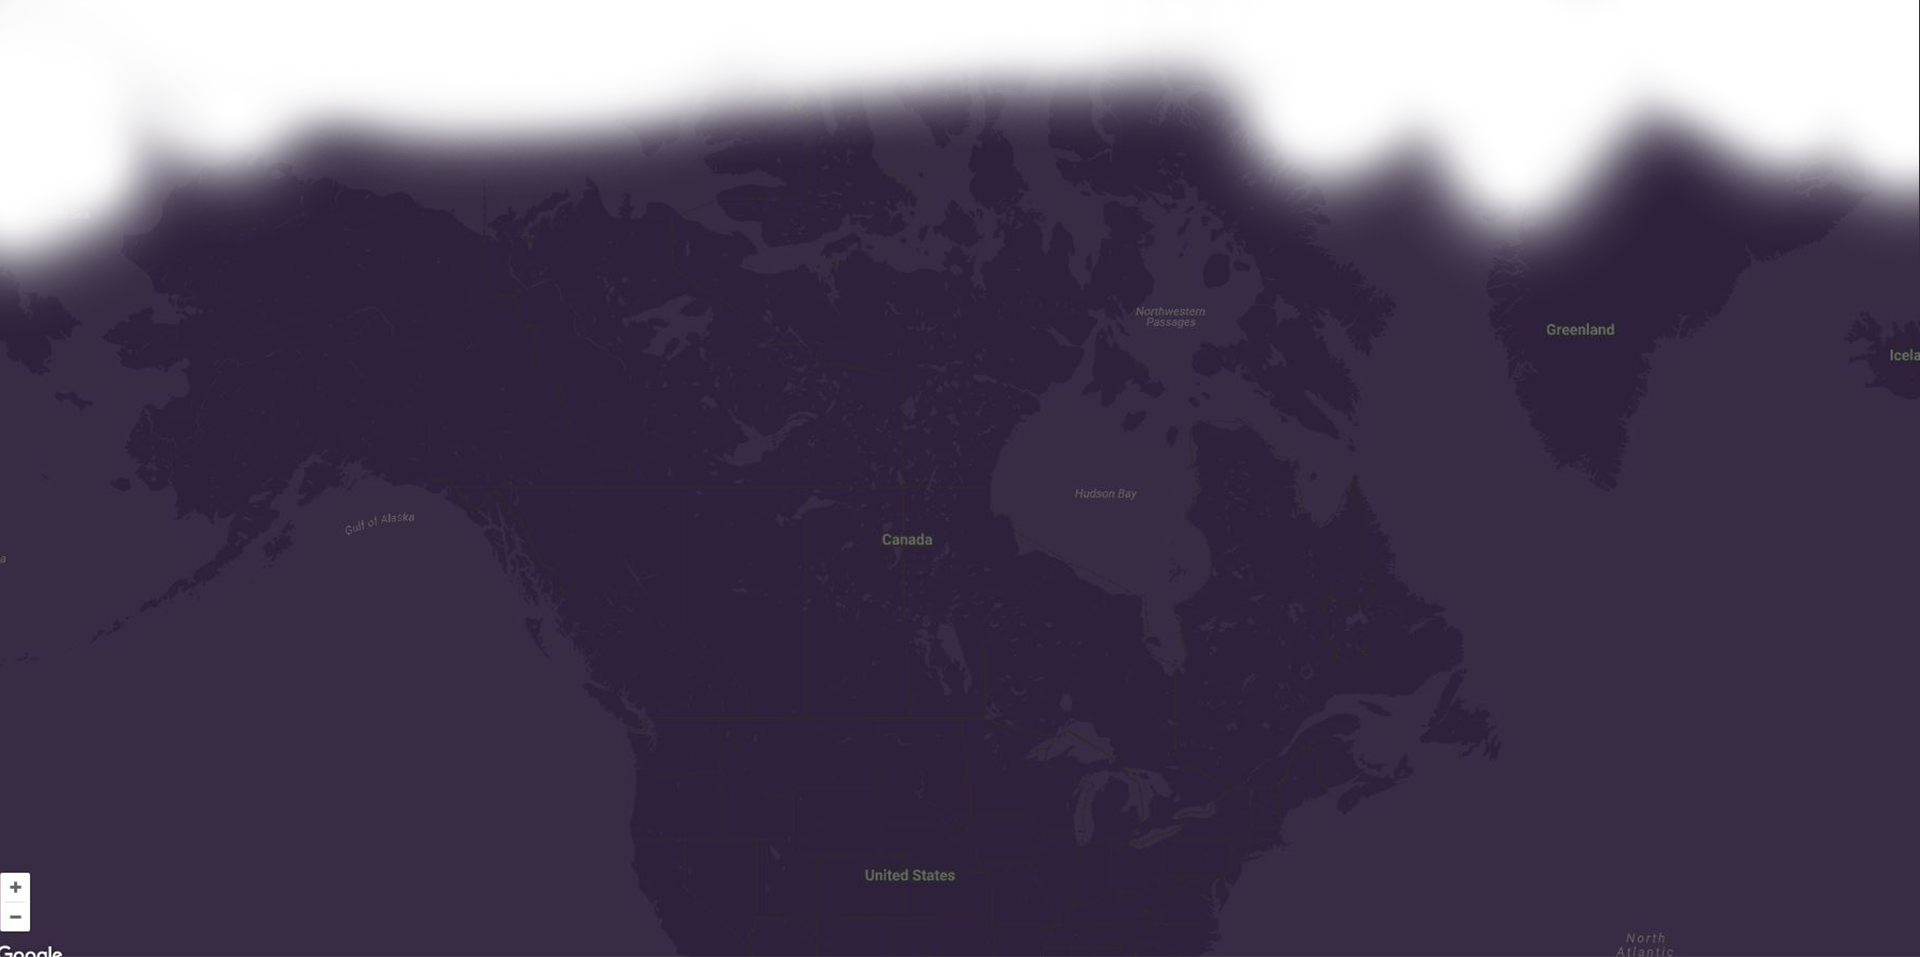 Northwestern
Passages
Greenland
Icela
Hudson Bay
Gulf of Alaska
Canada
a
United States
+
−
North
Atlantic
Google